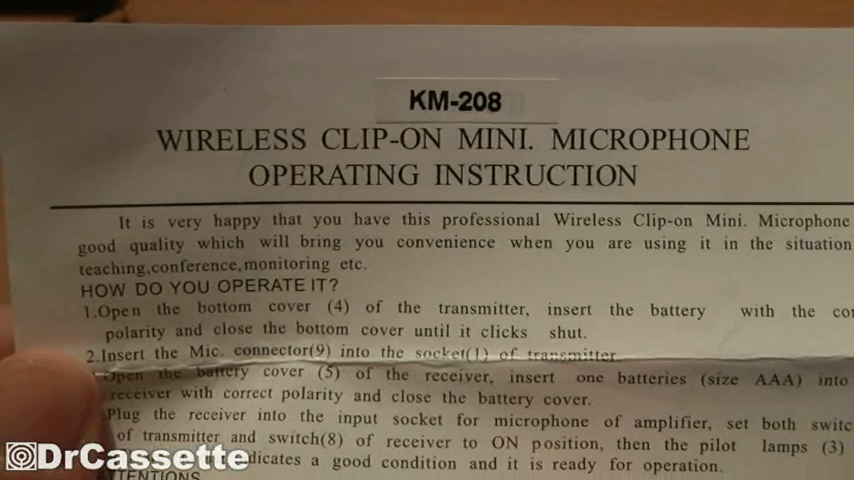 KM-208
WIRELESS CLIP-ON MINI. MICROPHONE
OPERATING INSTRUCTION
It is very happy that you have this professional Wireless Clip-on Mini. Microphone
good quality which will bring you convenience when you are using it in the situation
teaching,conference,monitoring etc.
HOW DO YOU OPERATE IT?
1.Open the bottom cover (4) of the transmitter, insert the battery with the
polarity and close the bottom cover until it clicks shut.
2.Insert the Mic. connector(9) into the socket(1) of transmitter
Open the battery cover (5) of the receiver, insert one batteries (size AAA) into
receiver with correct polarity and close the battery cover.
Plug the receiver into the input socket for microphone of amplifier, set both
of transmitter and switch(8) of receiver to ON position, then the pilot lamps (3)
a good condition and it is ready for operation.
DrCassette